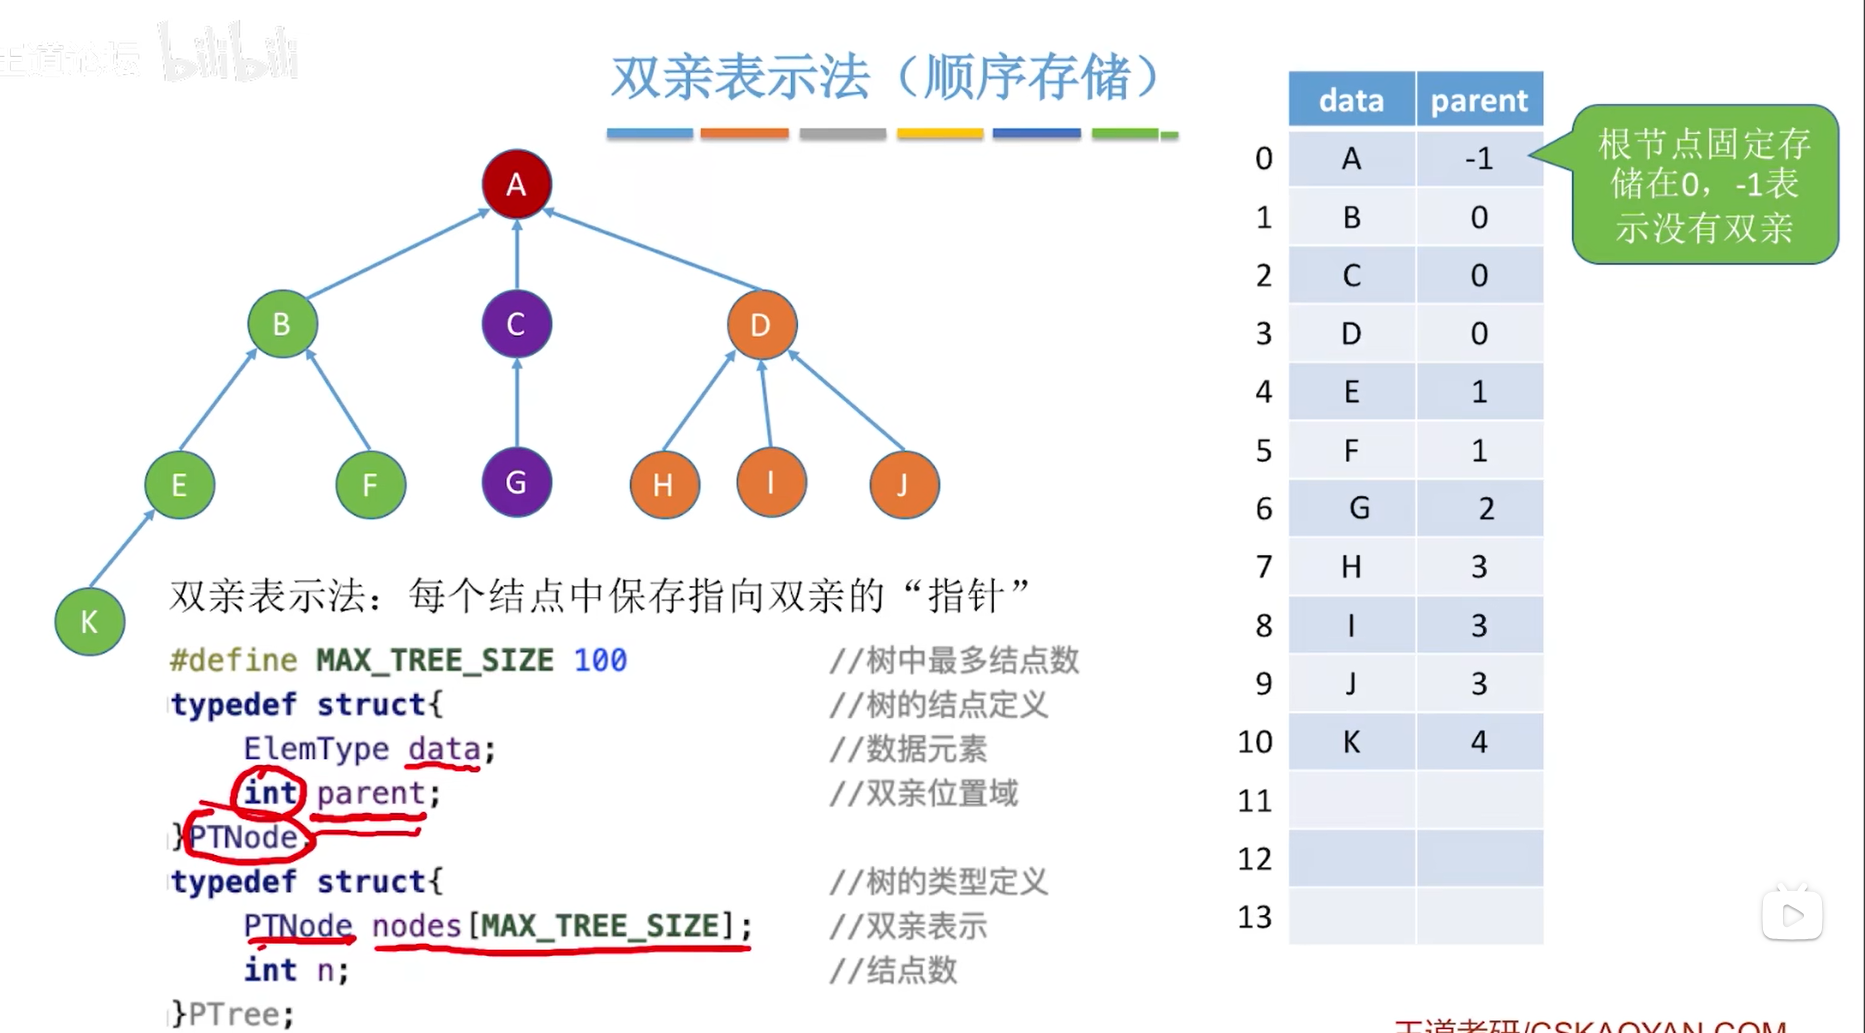 王道论坛 bilibili
双亲表示法（顺序存储）
A
B
C
D
E
F
G
H
I
J
K
双亲表示法：每个结点中保存指向双亲的“指针”
#define MAX_TREE_SIZE 100 //树中最多结点数
typedef struct{ //树的结点定义
ElemType data; //数据元素
int parent; //双亲位置域
}PTNode;
typedef struct{ //树的类型定义
PTNode nodes[MAX_TREE_SIZE]; //双亲表示
int n; //结点数
}PTree;
data parent
0 A -1
1 B 0
2 C 0
3 D 0
4 E 1
5 F 1
6 G 2
7 H 3
8 I 3
9 J 3
10 K 4
11
12
13
根节点固定存
储在0，-1表
示没有双亲
王道考研/CSKAOYAN.COM